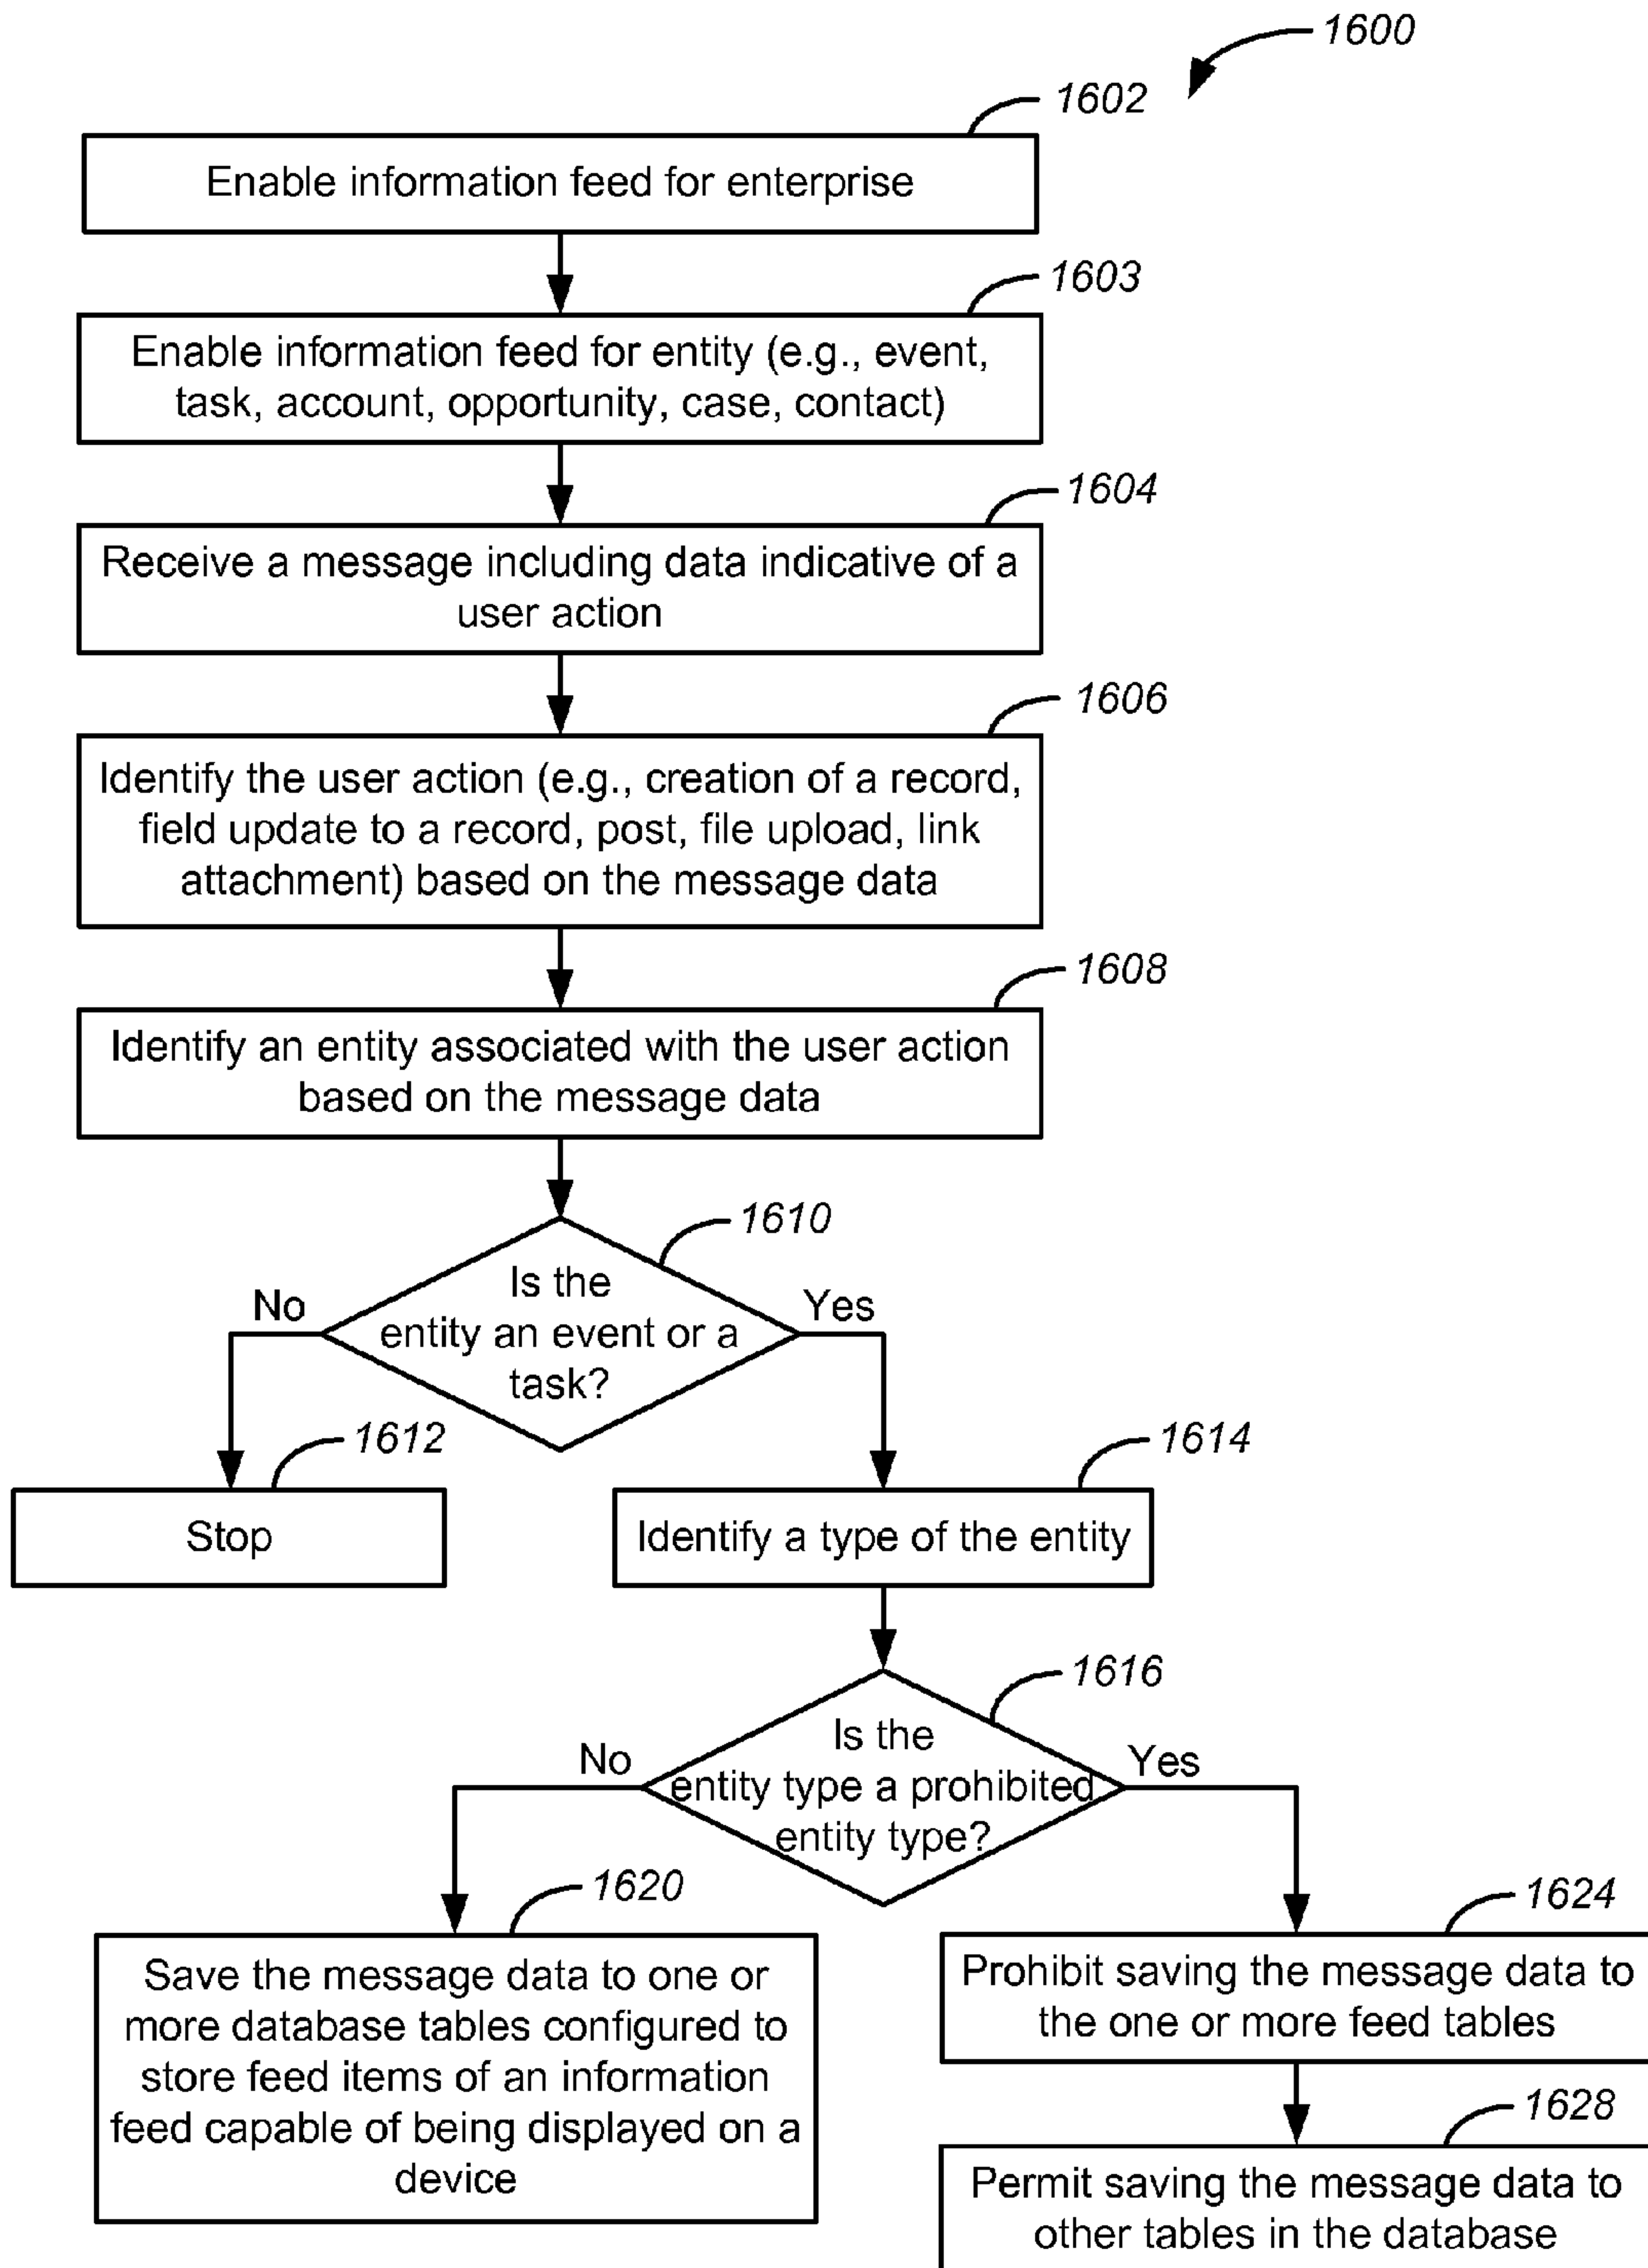 1600
1602
Enable information feed for enterprise
1603
Enable information feed for entity (e.g., event,
task, account, opportunity, case, contact)
1604
Receive a message including data indicative of a
user action
1606
Identify the user action (e.g., creation of a record,
field update to a record, post, file upload, link
attachment) based on the message data
1608
Identify an entity associated with the user action
based on the message data
1610
Is the
entity an event or a
task?
No
Yes
1612
Stop
1614
Identify a type of the entity
1616
Is the
entity type a prohibited
entity type?
No
Yes
1620
Save the message data to one or
more database tables configured to
store feed items of an information
feed capable of being displayed on a
device
1624
Prohibit saving the message data to
the one or more feed tables
1628
Permit saving the message data to
other tables in the database